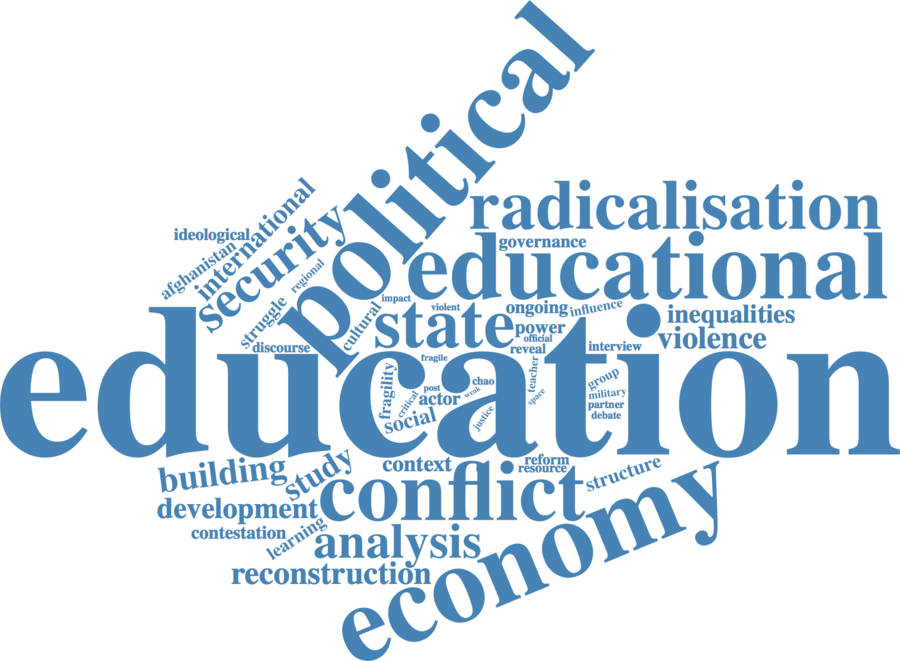 political
radicalisation
international
ideological
security
governance
afghanistan
educational
regional
impact
violent
ongoing
influence
struggle
cultural
state
power
inequalities
official
violence
discourse
reveal
interview
education
fragile
fragility
post
chao
teacher
group
critical
actor
weak
space
military
social
justice
partner
debate
building
study
context
reform
resource
structure
conflict
development
economy
contestation
learning
analysis
reconstruction